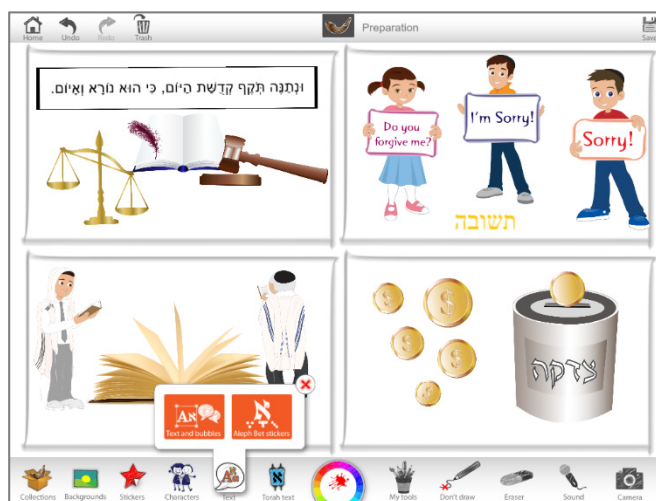 Home
Undo
Redo
Trash
Preparation
Save
וּנְתַנֶּה תֹּקֶף קְדֻשַּׁת הַיּוֹם, כִּי הוּא נוֹרָא וְאָיוֹם.
Do you
forgive me?
I'm Sorry!
Sorry!
תשובה
צדקה
Text and bubbles
Aleph Bet stickers
Collections
Backgrounds
Stickers
Characters
Text
Torah text
My tools
Don't draw
Eraser
Sound
Camera